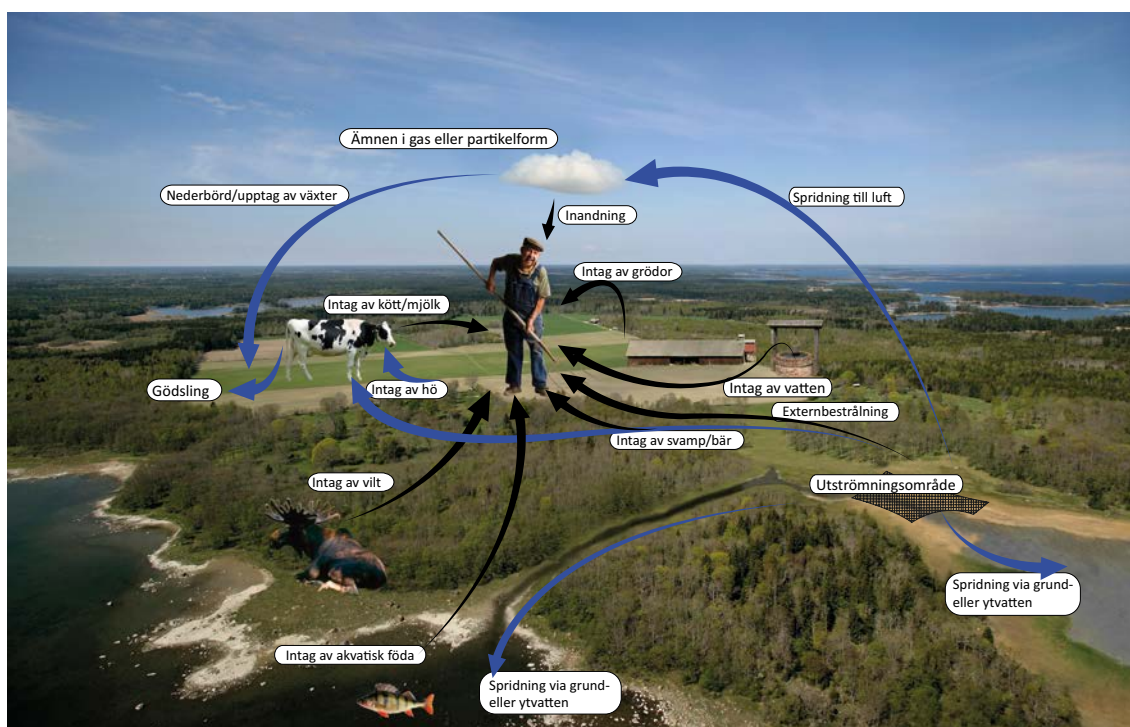 Ämnen i gas eller partikelform
Nederbörd/upptag av växter
Spridning till luft
Inandning
Intag av grödor
Intag av kött/mjölk
Gödsling
Intag av hö
Intag av vatten
Externbestrålning
Intag av svamp/bär
Intag av vilt
Utströmningsområde
Spridning via grund-
eller ytvatten
Intag av akvatisk föda
Spridning via grund-
eller ytvatten